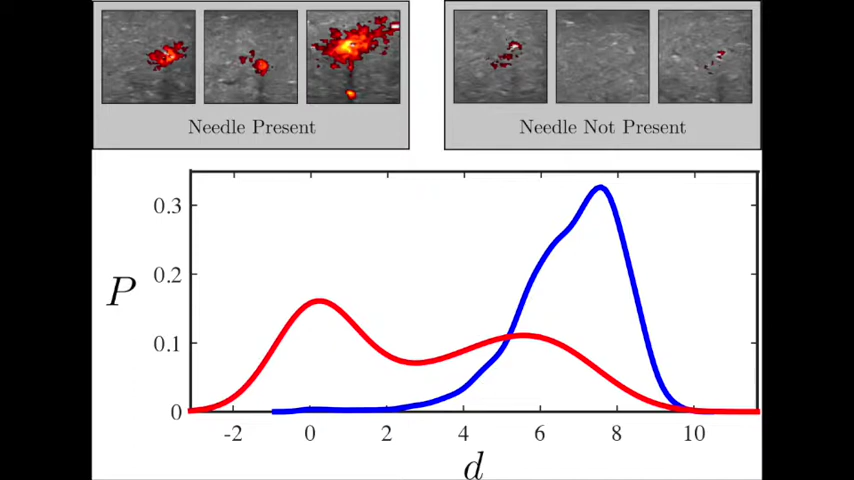 Needle Present
Needle Not Present
0.3
0.2
P
0.1
0
-2 0 2 4 6 8 10
d